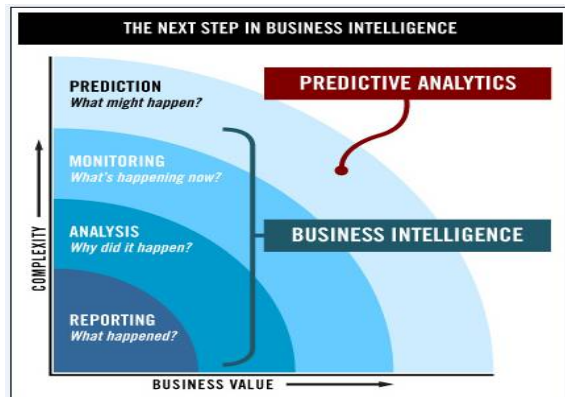 THE NEXT STEP IN BUSINESS INTELLIGENCE
PREDICTION
What might happen?
PREDICTIVE ANALYTICS
MONITORING
What's happening now?
ANALYSIS
Why did it happen?
BUSINESS INTELLIGENCE
REPORTING
What happened?
COMPLEXITY
BUSINESS VALUE